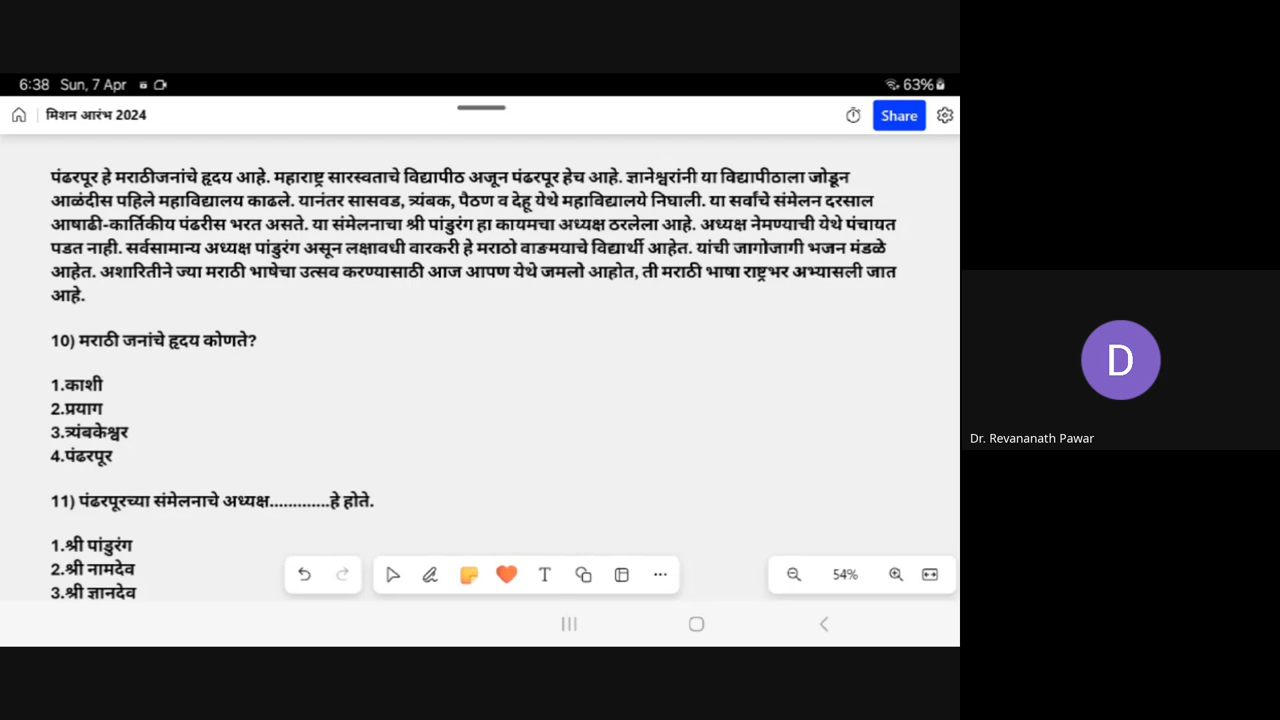 6:38 Sun, 7 Apr
63%
मिशन आरंभ 2024
Share
पंढरपूर हे मराठीजनांचे हृदय आहे. महाराष्ट्र सारस्वताचे विद्यापीठ अजून पंढरपूर हेच आहे. ज्ञानेश्वरांनी या विद्यापीठाला जोडून
आळंदीस पहिले महाविद्यालय काढले. यानंतर सासवड, त्र्यंबक, पैठण व देहू येथे महाविद्यालये निघाली. या सर्वांचे संमेलन दरसाल
आषाढी-कार्तिकीय पंढरीस भरत असते. या संमेलनाचा श्री पांडुरंग हा कायमचा अध्यक्ष ठरलेला आहे. अध्यक्ष नेमण्याची येथे पंचायत
पडत नाही. सर्वसामान्य अध्यक्ष पांडुरंग असून लक्षावधी वारकरी हे मराठो वाङमयाचे विद्यार्थी आहेत. यांची जागोजागी भजन मंडळे
आहेत. अशारितीने ज्या मराठी भाषेचा उत्सव करण्यासाठी आज आपण येथे जमलो आहोत, ती मराठी भाषा राष्ट्रभर अभ्यासली जात
आहे.
10) मराठी जनांचे हृदय कोणते?
1.काशी
2.प्रयाग
3.त्र्यंबकेश्वर
4.पंढरपूर
11) पंढरपूरच्या संमेलनाचे अध्यक्ष.............हे होते.
1.श्री पांडुरंग
2.श्री नामदेव
3.श्री ज्ञानदेव
T
54%
D
Dr. Revananath Pawar